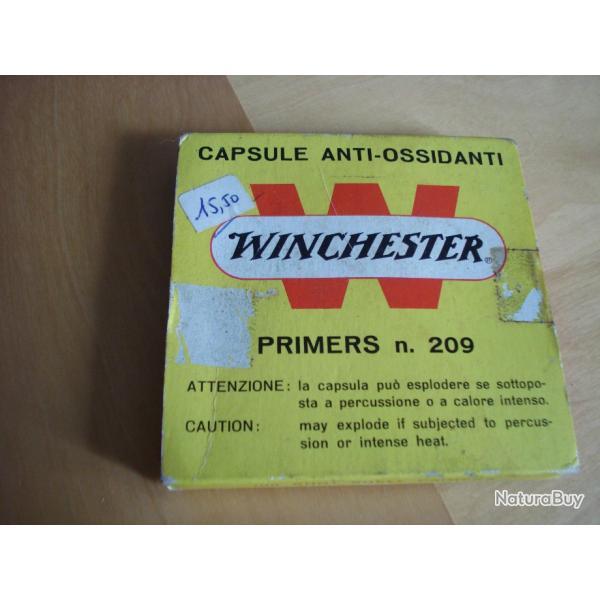 CAPSULE ANTI-OSSIDANTI
15,50
WINCHESTER®
PRIMERS n. 209
ATTENZIONE: la capsula può esplodere se sottopo-
sta a percussione o a calore intenso.
CAUTION: may explode if subjected to percus-
sion or intense heat.
NaturaBuy